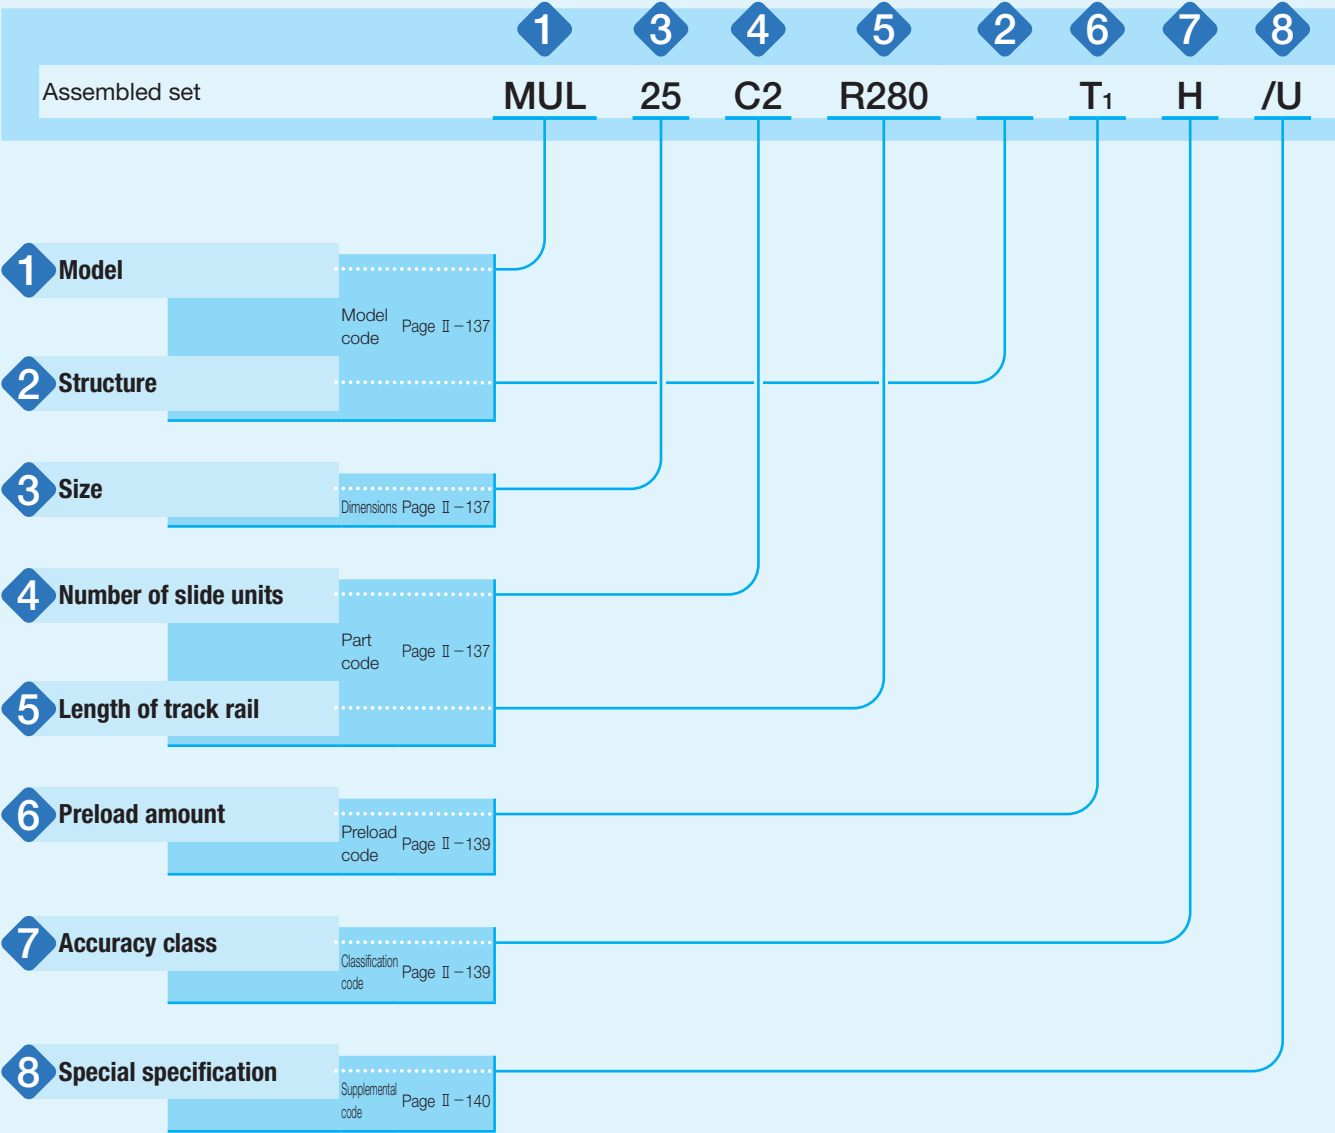 1 3 4 5 2 6 7 8
Assembled set MUL 25 C2 R280 T1 H /U
1 Model
Model
code Page Ⅱ－137
2 Structure
3 Size
Dimensions Page Ⅱ－137
4 Number of slide units
Part
code Page Ⅱ－137
5 Length of track rail
6 Preload amount
Preload
code Page Ⅱ－139
7 Accuracy class
Classification
code Page Ⅱ－139
8 Special specification
Supplemental
code Page Ⅱ－140